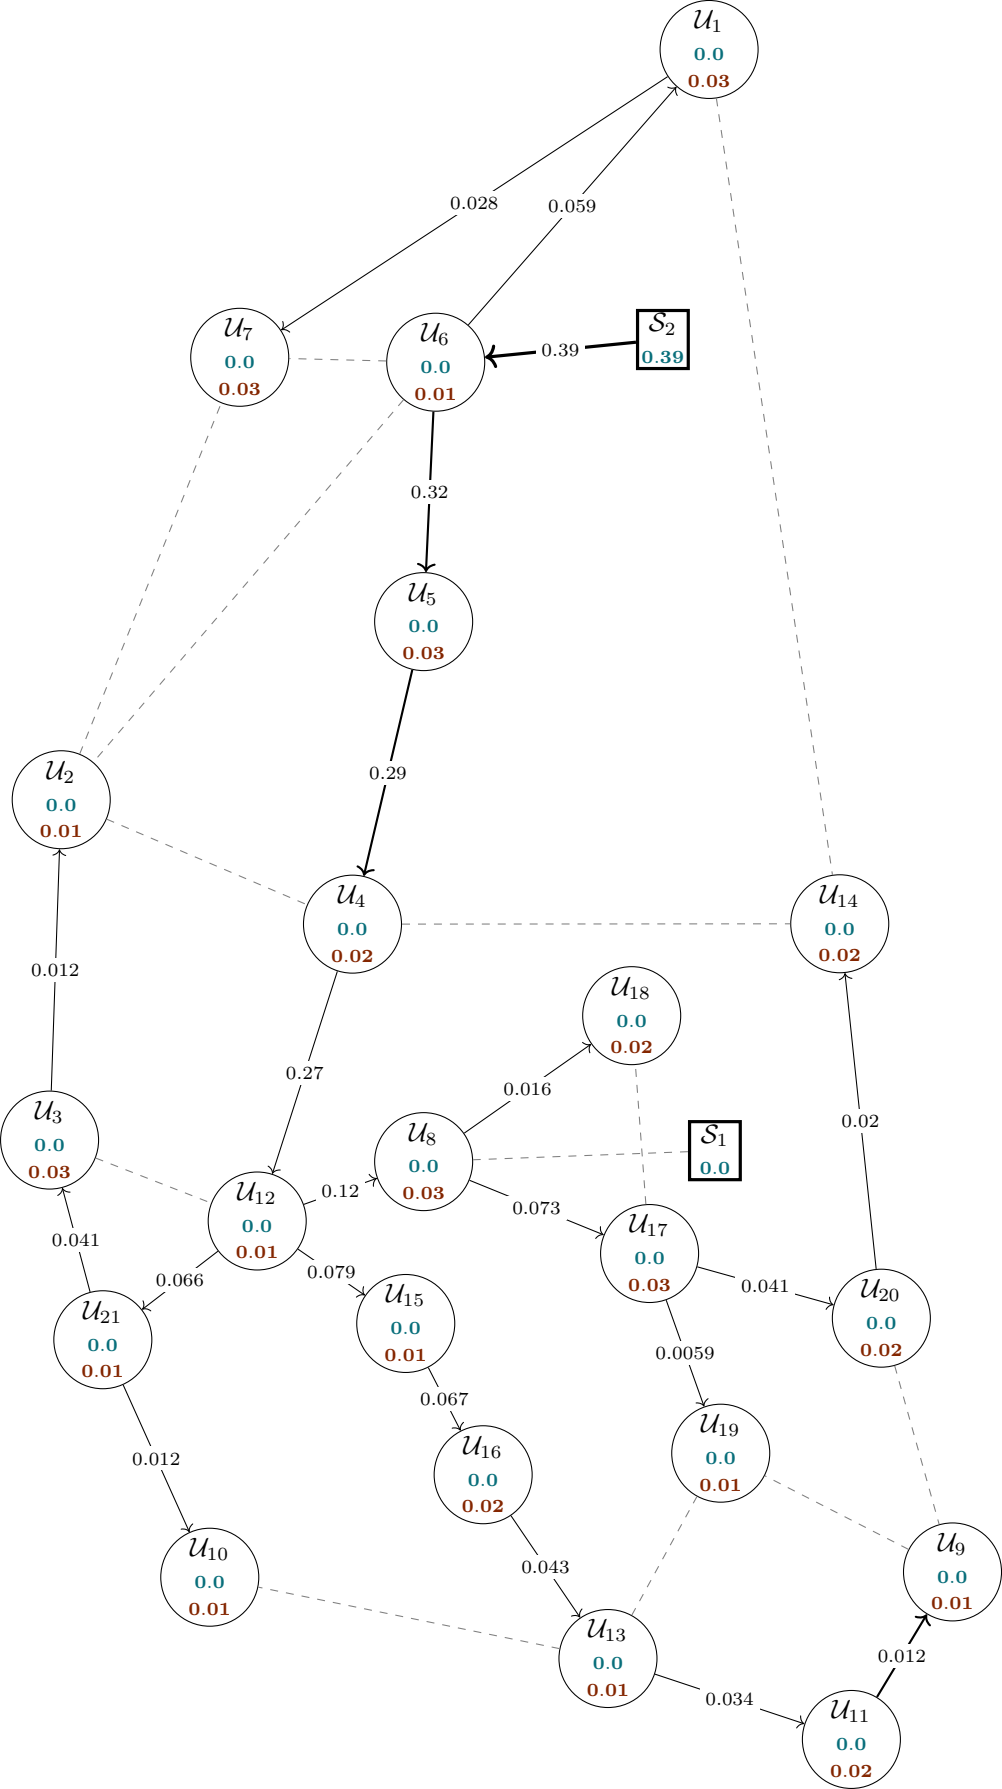 𝒰₁
0.0
0.03
0.028
0.059
𝒰₇
0.0
0.03
𝒰₆
0.0
0.01
0.39
𝒮₂
0.39
0.32
𝒰₅
0.0
0.03
0.29
𝒰₂
0.0
0.01
𝒰₄
0.0
0.02
𝒰₁₄
0.0
0.02
0.012
𝒰₁₈
0.0
0.02
0.27
0.016
0.02
𝒰₃
0.0
0.03
𝒰₈
0.0
0.03
𝒮₁
0.0
𝒰₁₂
0.0
0.01
0.12
0.073
𝒰₁₇
0.0
0.03
0.041
0.066
0.079
0.041
𝒰₂₁
0.0
0.01
𝒰₁₅
0.0
0.01
𝒰₂₀
0.0
0.02
0.0059
0.067
𝒰₁₉
0.0
0.01
0.012
𝒰₁₆
0.0
0.02
𝒰₁₀
0.0
0.01
0.043
𝒰₉
0.0
0.01
𝒰₁₃
0.0
0.01
0.012
0.034
𝒰₁₁
0.0
0.02